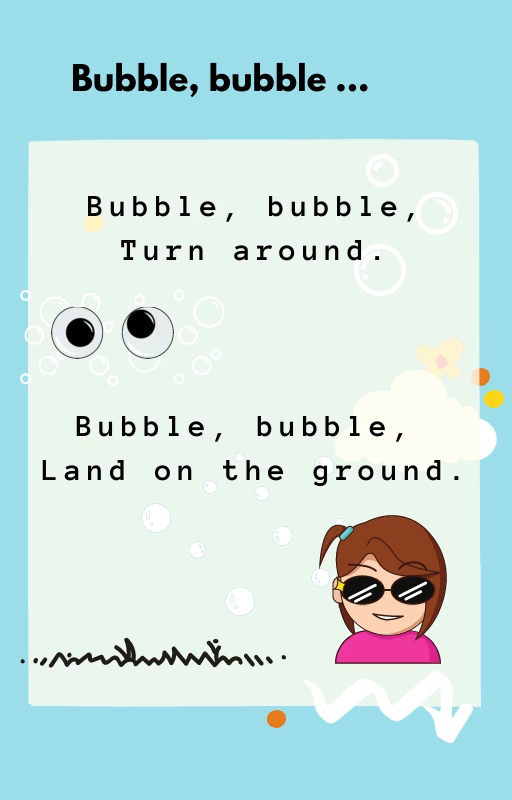 Bubble, bubble ...
Bubble, bubble,
Turn around.
Bubble, bubble,
Land on the ground.